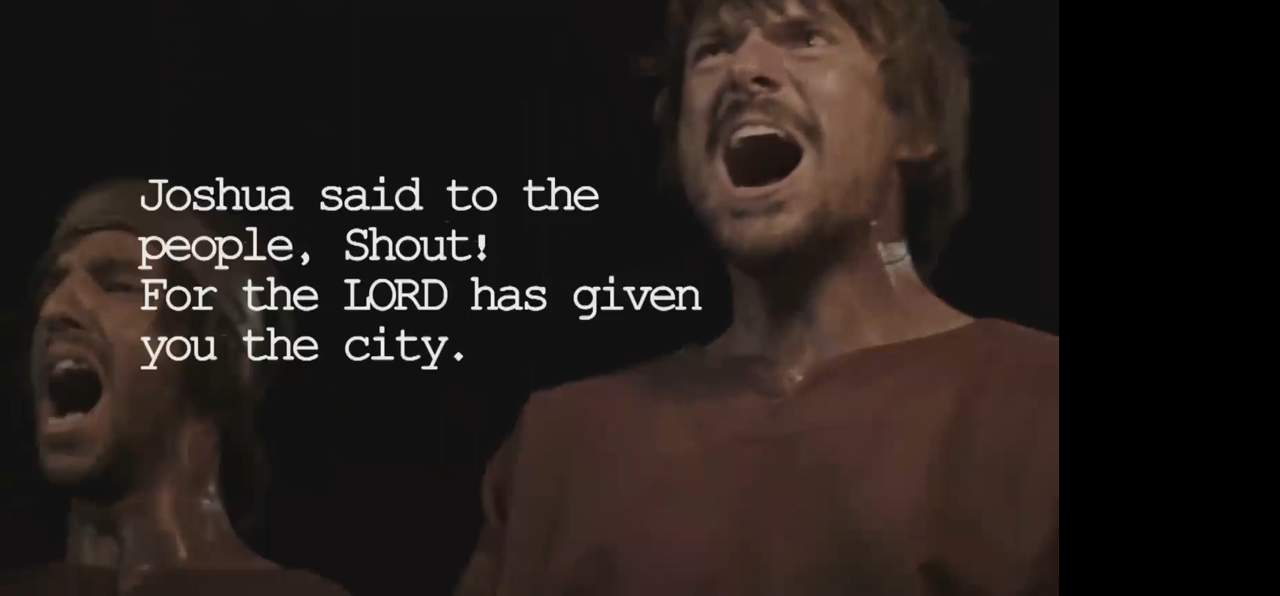 Joshua said to the
people, Shout!
For the LORD has given
you the city.